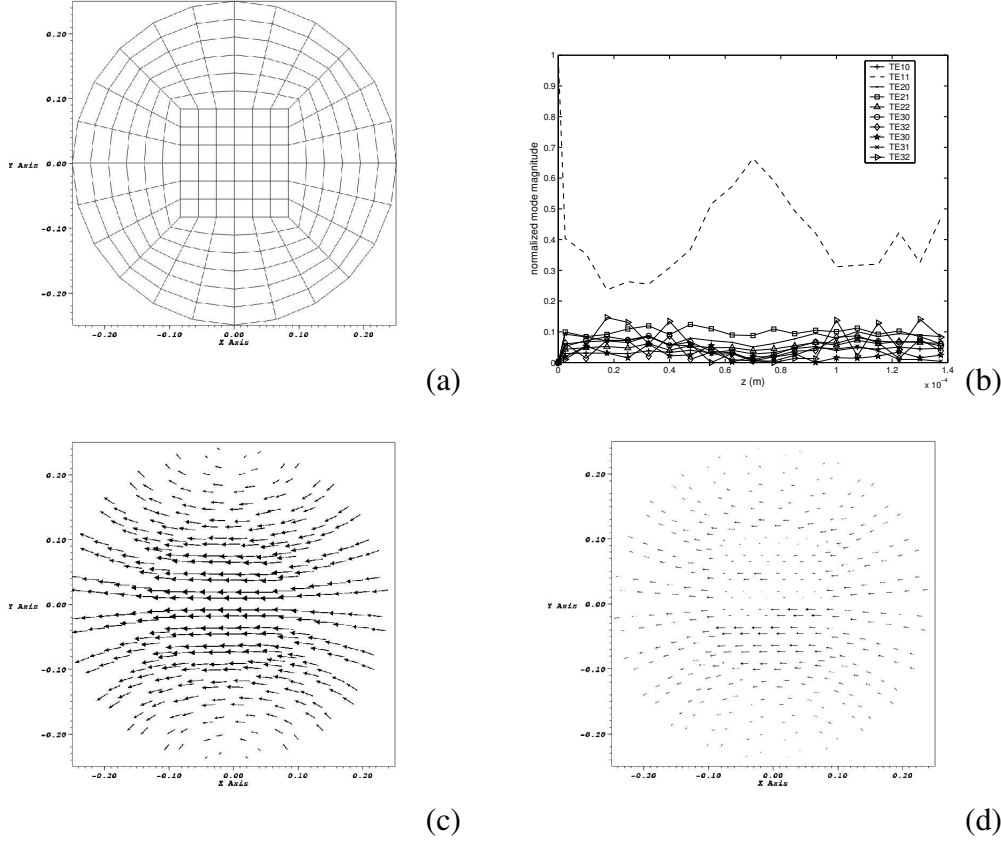 0.20
0.10
Y Axis
0.00
-0.10
-0.20
-0.20
-0.10
0.00
0.10
0.20
X Axis
(a)
normalized mode magnitude
1
0.9
0.8
0.7
0.6
0.5
0.4
0.3
0.2
0.1
0
0
0.2
0.4
0.6
0.8
1
1.2
1.4
z (m)
x 10⁻⁴
TE10
TE11
TE20
TE21
TE22
TE30
TE32
TE30
TE31
TE32
(b)
0.20
0.10
Y Axis
0.00
-0.10
-0.20
-0.20
-0.10
0.00
0.10
0.20
X Axis
(c)
0.20
0.10
Y Axis
0.00
-0.10
-0.20
-0.20
-0.10
0.00
0.10
0.20
X Axis
(d)